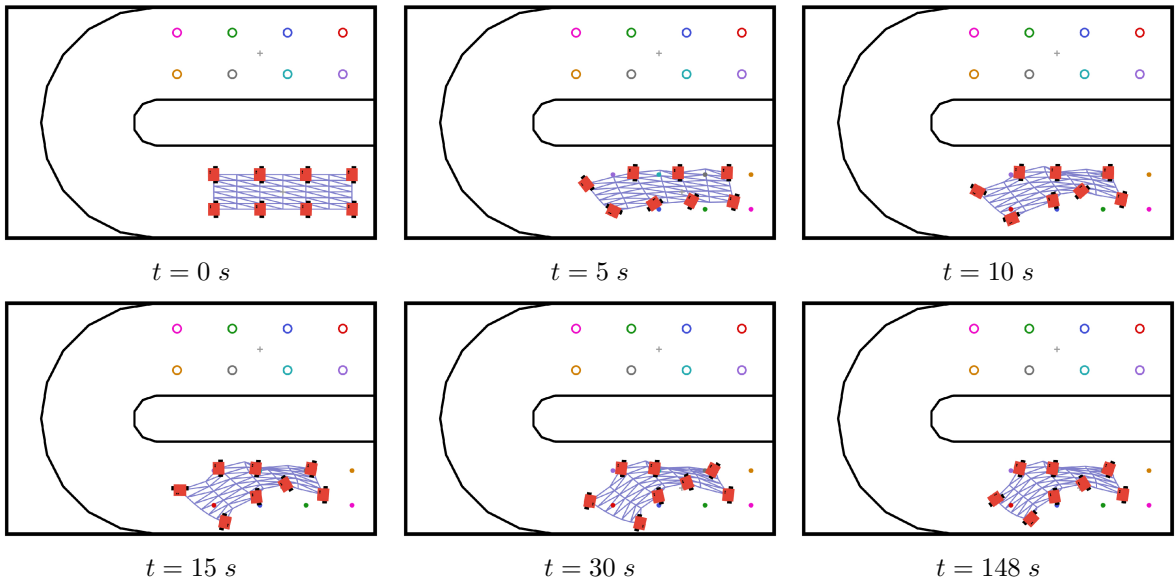 t = 0 s
t = 5 s
t = 10 s
t = 15 s
t = 30 s
t = 148 s